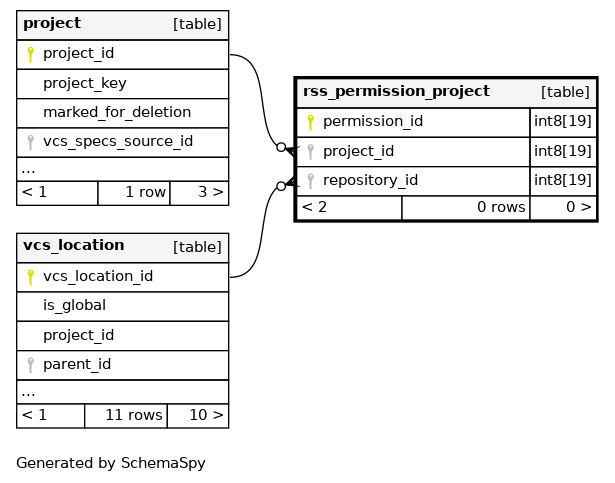 project [table]
project_id
project_key
marked_for_deletion
vcs_specs_source_id
...
< 1 1 row 3 >
rss_permission_project [table]
permission_id int8[19]
project_id int8[19]
repository_id int8[19]
< 2 0 rows 0 >
vcs_location [table]
vcs_location_id
is_global
project_id
parent_id
...
< 1 11 rows 10 >
Generated by SchemaSpy